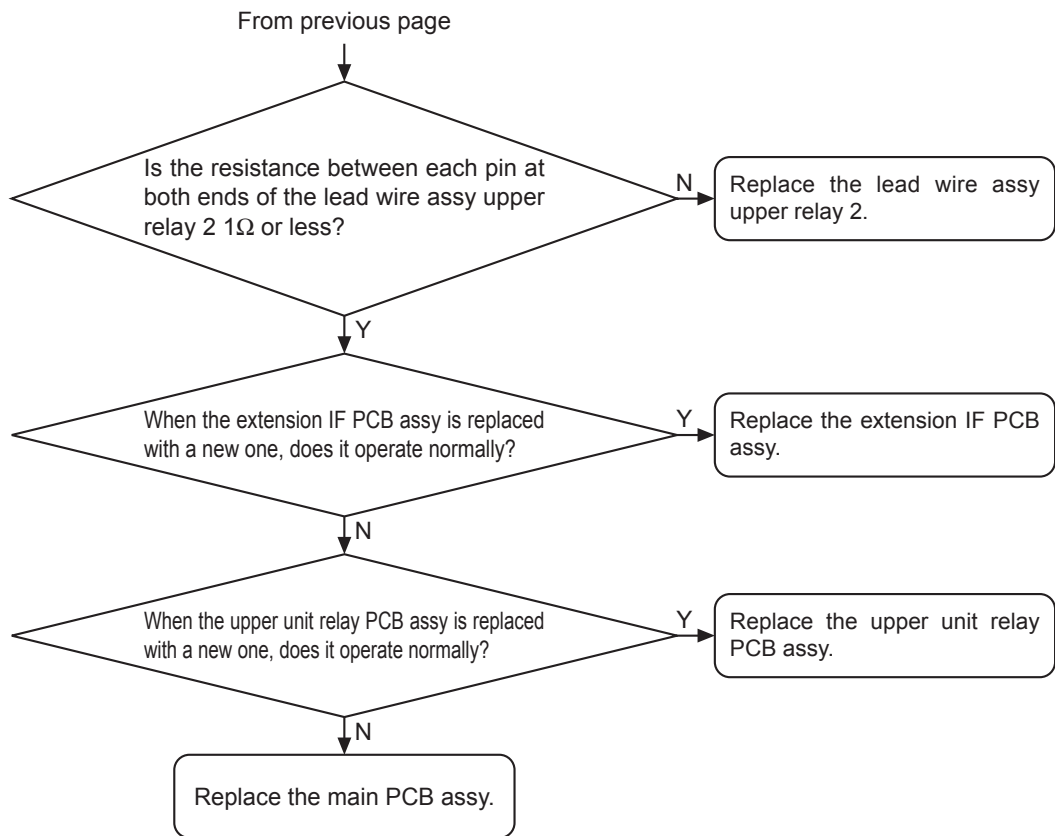 From previous page
Is the resistance between each pin at
both ends of the lead wire assy upper
relay 2 1Ω or less?
N
Replace the lead wire assy
upper relay 2.
Y
When the extension IF PCB assy is replaced
with a new one, does it operate normally?
Y
Replace the extension IF PCB
assy.
N
When the upper unit relay PCB assy is replaced
with a new one, does it operate normally?
Y
Replace the upper unit relay
PCB assy.
N
Replace the main PCB assy.